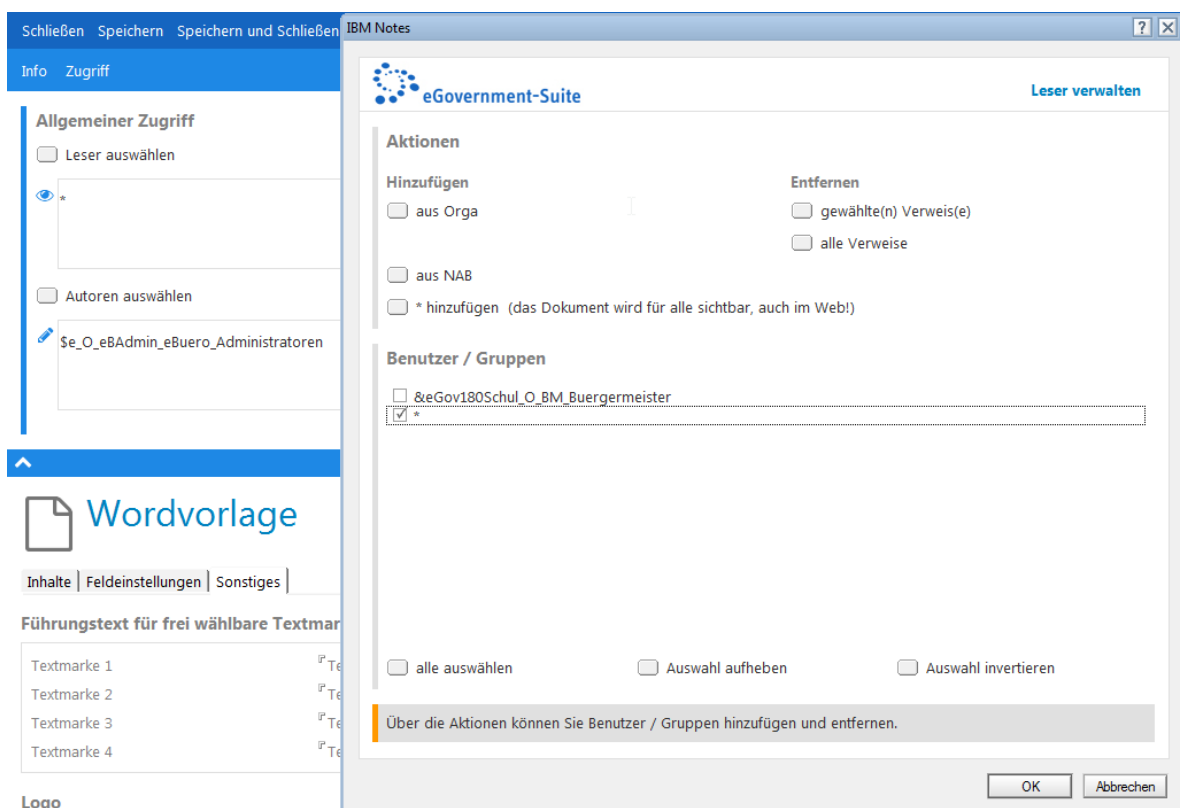 Schließen Speichern Speichern und Schließen
Info Zugriff
Allgemeiner Zugriff
Leser auswählen
*
Autoren auswählen
$e_O_eBAdmin_eBuero_Administratoren
Wordvorlage
Inhalte Feldeinstellungen Sonstiges
Führungstext für frei wählbare Textmar
Textmarke 1 Te
Textmarke 2 Te
Textmarke 3 Te
Textmarke 4 Te
Logo
IBM Notes
eGovernment-Suite
Leser verwalten
Aktionen
Hinzufügen Entfernen
aus Orga gewählte(n) Verweis(e)
alle Verweise
aus NAB
* hinzufügen (das Dokument wird für alle sichtbar, auch im Web!)
Benutzer / Gruppen
&eGov180Schul_O_BM_Buergermeister
*
alle auswählen Auswahl aufheben Auswahl invertieren
Über die Aktionen können Sie Benutzer / Gruppen hinzufügen und entfernen.
OK Abbrechen